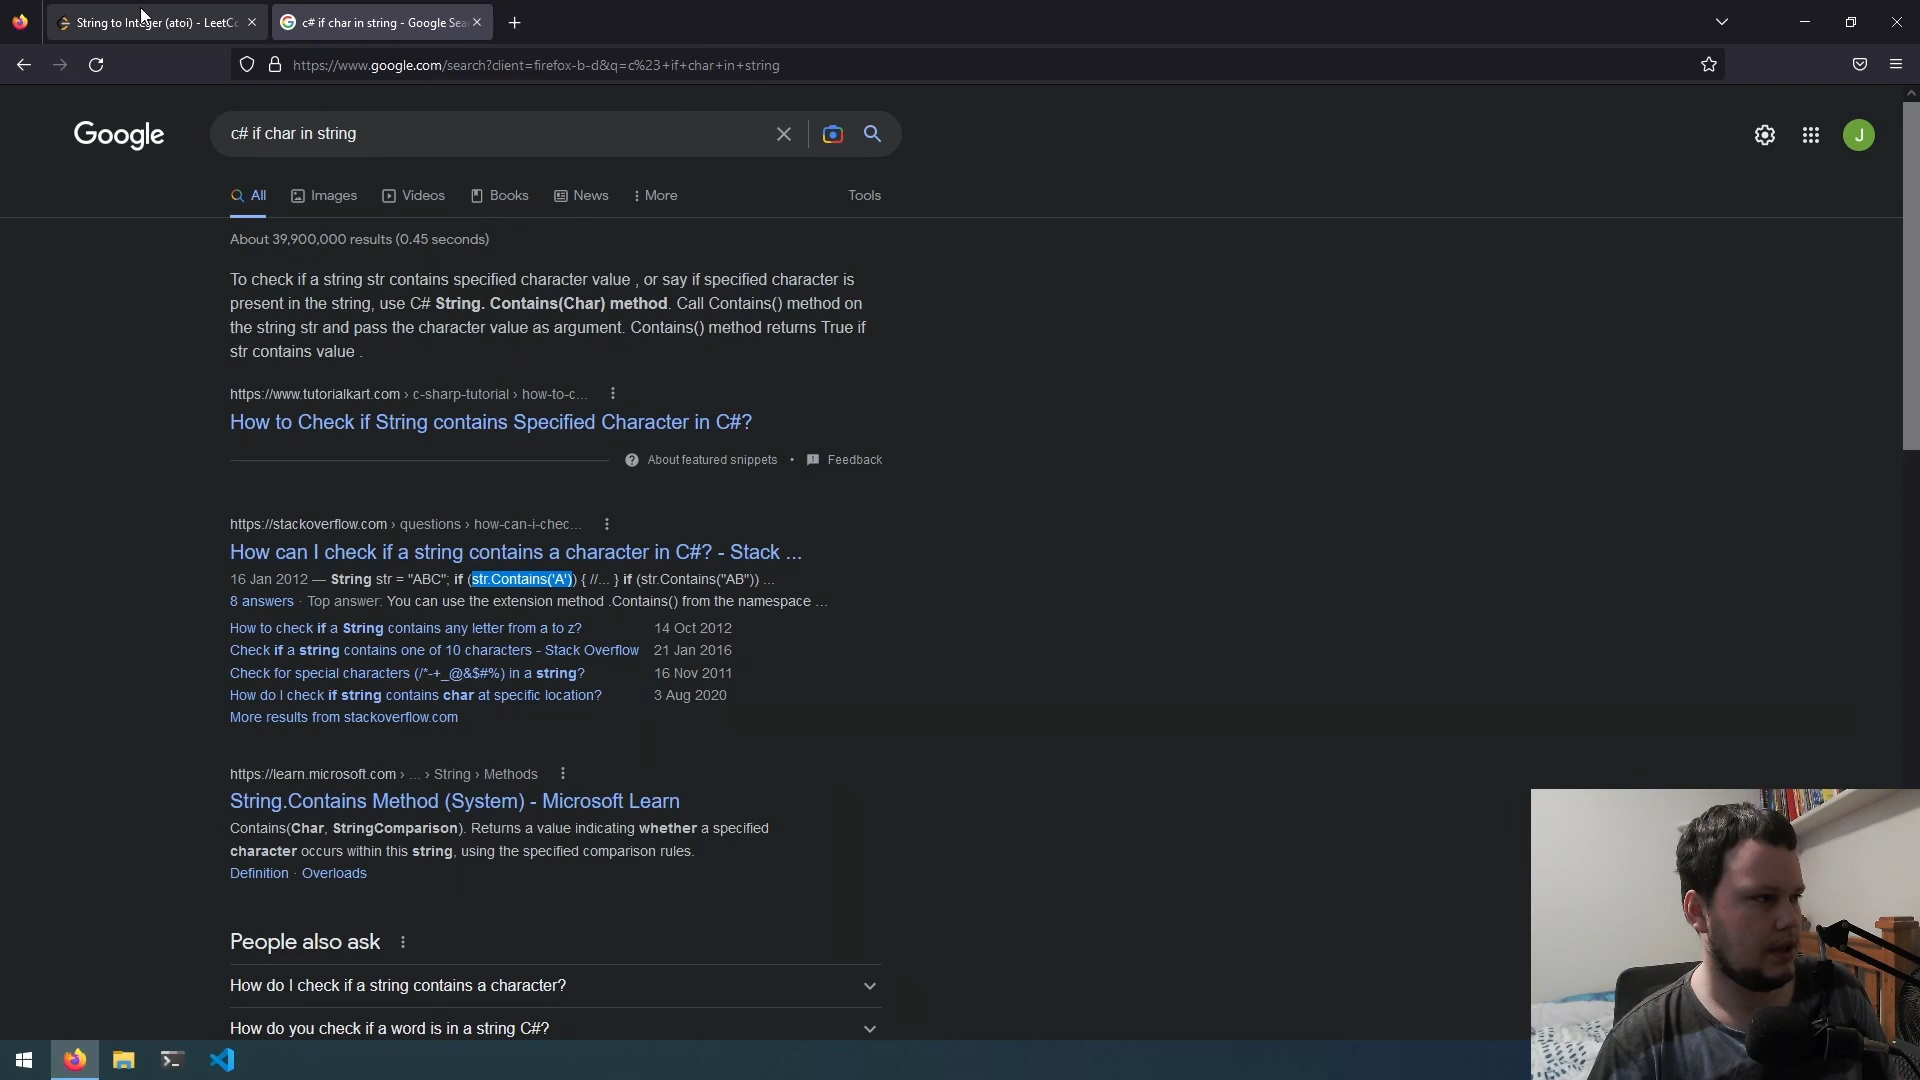 String to Integer (atoi) - LeetC
c# if char in string - Google Sea
https://www.google.com/search?client=firefox-b-d&q=c%23+if+char+in+string
Google
c# if char in string
J
All
Images
Videos
Books
News
More
Tools
About 39,900,000 results (0.45 seconds)
To check if a string str contains specified character value , or say if specified character is
present in the string, use C# String. Contains(Char) method. Call Contains() method on
the string str and pass the character value as argument. Contains() method returns True if
str contains value .
https://www.tutorialkart.com › c-sharp-tutorial › how-to-c...
How to Check if String contains Specified Character in C#?
About featured snippets • Feedback
https://stackoverflow.com › questions › how-can-i-chec...
How can I check if a string contains a character in C#? - Stack ...
16 Jan 2012 — String str = "ABC"; if (str.Contains('A')) { //... } if (str.Contains("AB")) ...
8 answers · Top answer: You can use the extension method .Contains() from the namespace ...
How to check if a String contains any letter from a to z? 14 Oct 2012
Check if a string contains one of 10 characters - Stack Overflow 21 Jan 2016
Check for special characters (/*-+_@&$#%) in a string? 16 Nov 2011
How do I check if string contains char at specific location? 3 Aug 2020
More results from stackoverflow.com
https://learn.microsoft.com › ... › String › Methods
String.Contains Method (System) - Microsoft Learn
Contains(Char, StringComparison). Returns a value indicating whether a specified
character occurs within this string, using the specified comparison rules.
Definition · Overloads
People also ask
How do I check if a string contains a character?
How do you check if a word is in a string C#?